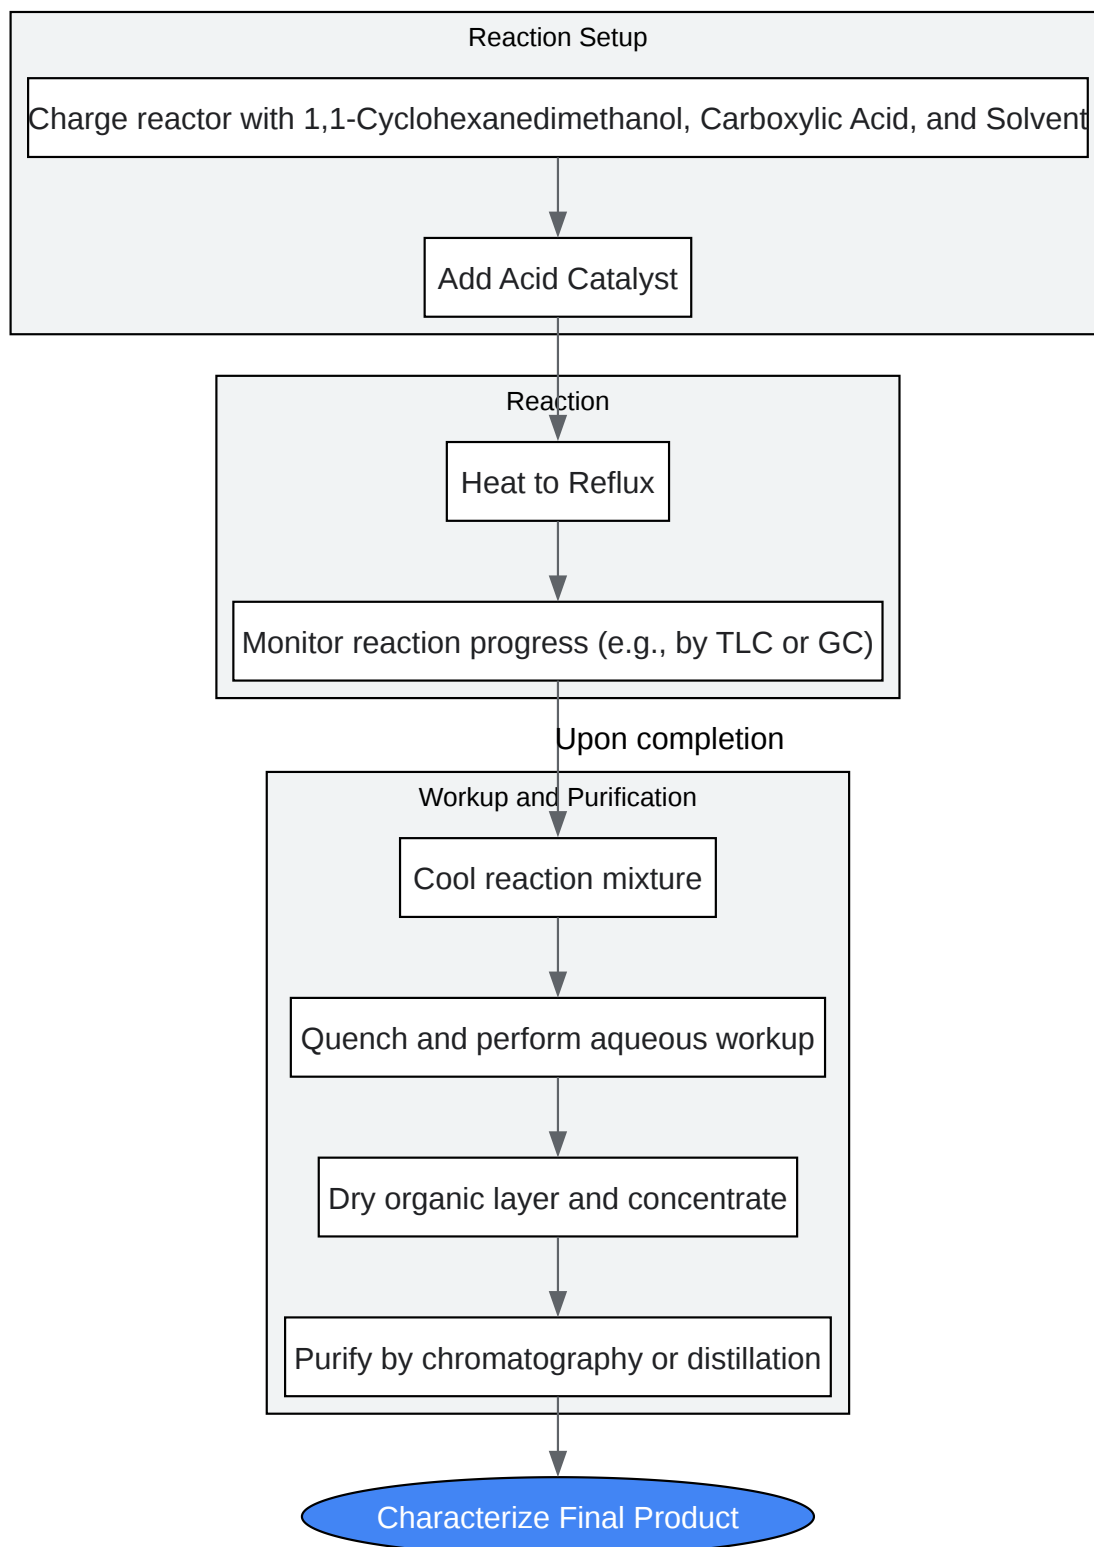 Reaction Setup
Charge reactor with 1,1-Cyclohexanedimethanol, Carboxylic Acid, and Solvent
Add Acid Catalyst
Reaction
Heat to Reflux
Monitor reaction progress (e.g., by TLC or GC)
Upon completion
Workup and Purification
Cool reaction mixture
Quench and perform aqueous workup
Dry organic layer and concentrate
Purify by chromatography or distillation
Characterize Final Product